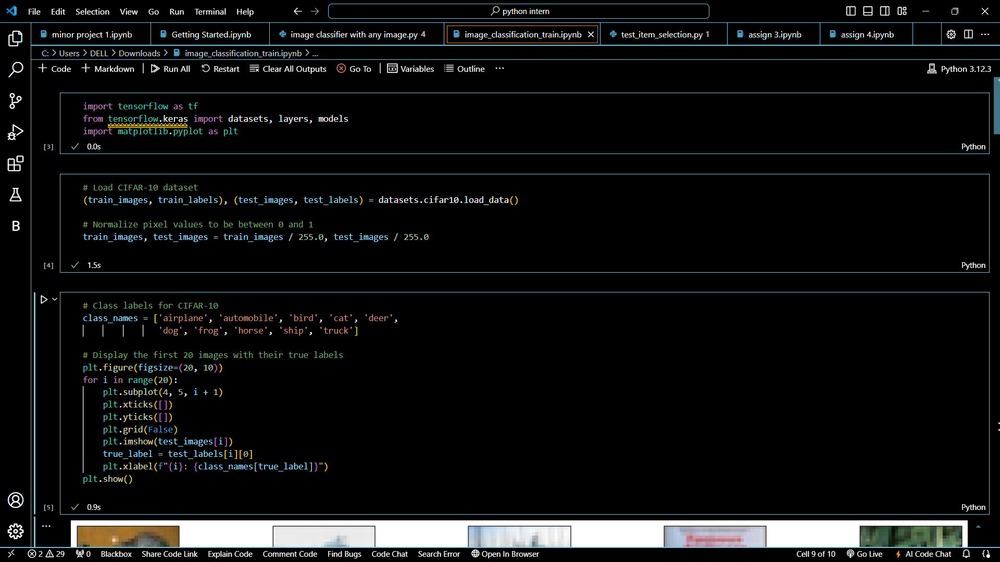 File Edit Selection View Go Run Terminal Help python intern
minor project 1.ipynb Getting Started.ipynb image classifier with any image.py 4 image_classification_train.ipynb test_item_selection.py 1 assign 3.ipynb assign 4.ipynb
C: > Users > DELL > Downloads > image_classification_train.ipynb > ...
+ Code + Markdown | Run All Restart Clear All Outputs Go To | Variables Outline ... Python 3.12.3
import tensorflow as tf
from tensorflow.keras import datasets, layers, models
import matplotlib.pyplot as plt
[3] ✓ 0.0s Python
# Load CIFAR-10 dataset
(train_images, train_labels), (test_images, test_labels) = datasets.cifar10.load_data()
# Normalize pixel values to be between 0 and 1
train_images, test_images = train_images / 255.0, test_images / 255.0
[4] ✓ 1.5s Python
# Class labels for CIFAR-10
class_names = ['airplane', 'automobile', 'bird', 'cat', 'deer',
'dog', 'frog', 'horse', 'ship', 'truck']
# Display the first 20 images with their true labels
plt.figure(figsize=(20, 10))
for i in range(20):
plt.subplot(4, 5, i + 1)
plt.xticks([])
plt.yticks([])
plt.grid(False)
plt.imshow(test_images[i])
true_label = test_labels[i][0]
plt.xlabel(f"{i}: {class_names[true_label]}")
plt.show()
[5] ✓ 0.9s Python
...
2 29 0 Blackbox Share Code Link Explain Code Comment Code Find Bugs Code Chat Search Error Open In Browser Cell 9 of 10 Go Live AI Code Chat